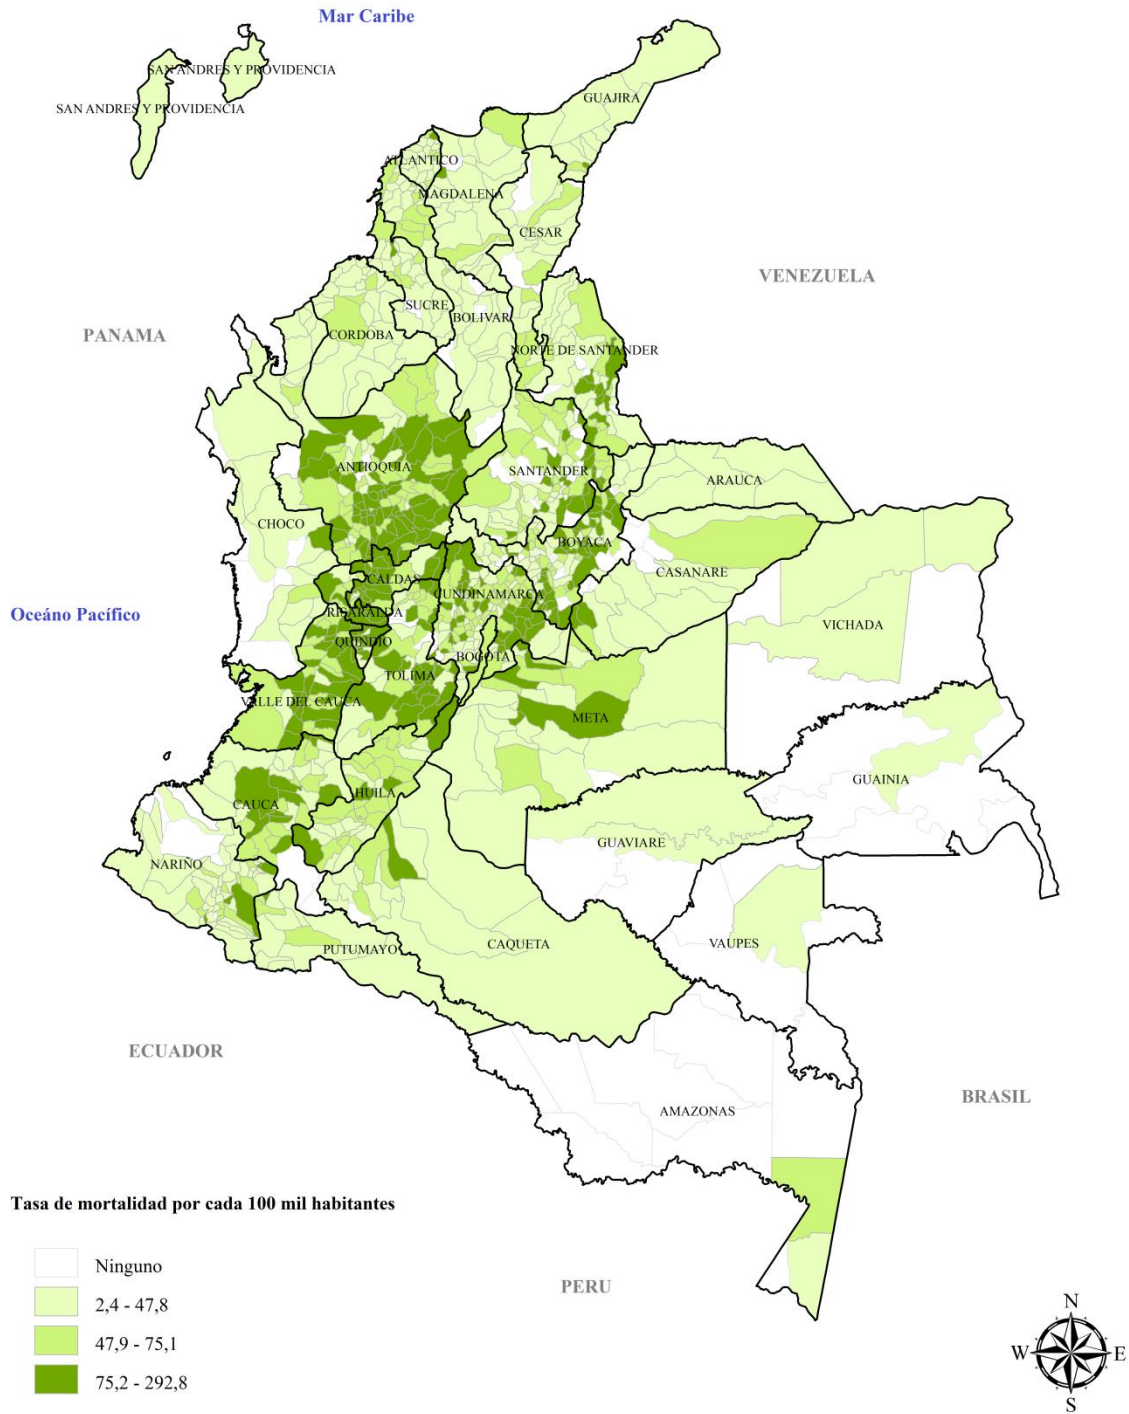 Mar Caribe
SAN ANDRES Y PROVIDENCIA
SAN ANDRES Y PROVIDENCIA
GUAJIRA
ATLANTICO
MAGDALENA
CESAR
VENEZUELA
SUCRE
BOLIVAR
PANAMA
CORDOBA
NORTE DE SANTANDER
ANTIOQUIA
SANTANDER
ARAUCA
CHOCO
BOYACA
CASANARE
CALDAS
CUNDINAMARCA
Oceáno Pacífico
RISARALDA
VICHADA
QUINDIO
BOGOTA
TOLIMA
VALLE DEL CAUCA
META
GUAINIA
HUILA
CAUCA
GUAVIARE
NARIÑO
VAUPES
CAQUETA
PUTUMAYO
ECUADOR
BRASIL
AMAZONAS
Tasa de mortalidad por cada 100 mil habitantes
Ninguno
PERU
2,4 - 47,8
47,9 - 75,1
75,2 - 292,8
N
W E
S